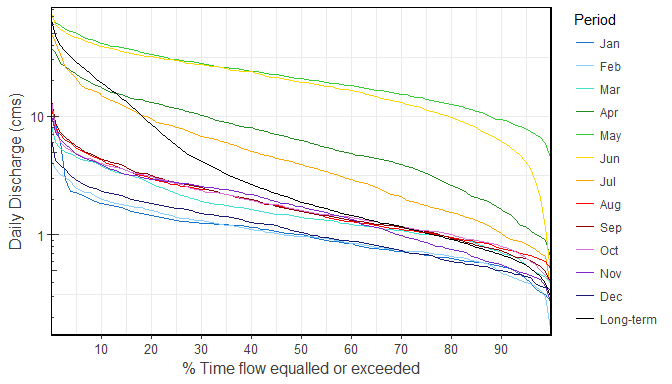 Period
Jan
Feb
Mar
Apr
May
Jun
Jul
Aug
Sep
Oct
Nov
Dec
Long-term
Daily Discharge (cms)
10
1
10
20
30
40
50
60
70
80
90
% Time flow equalled or exceeded